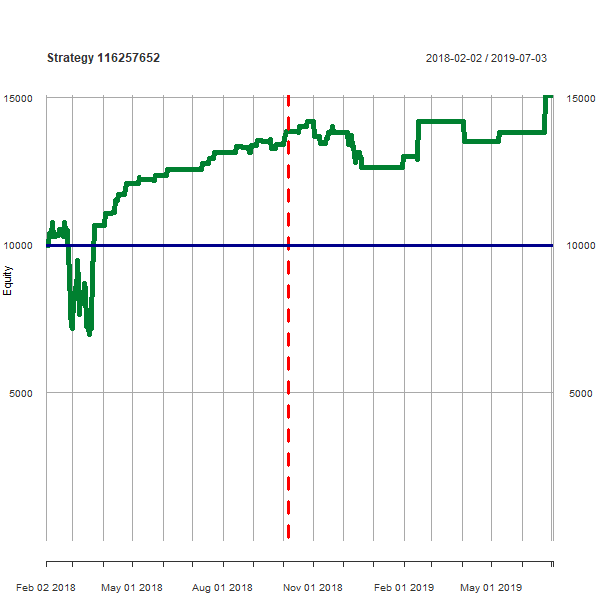 Strategy 116257652
2018-02-02 / 2019-07-03
15000 15000
10000 10000
Equity
5000 5000
Feb 02 2018 May 01 2018 Aug 01 2018 Nov 01 2018 Feb 01 2019 May 01 2019